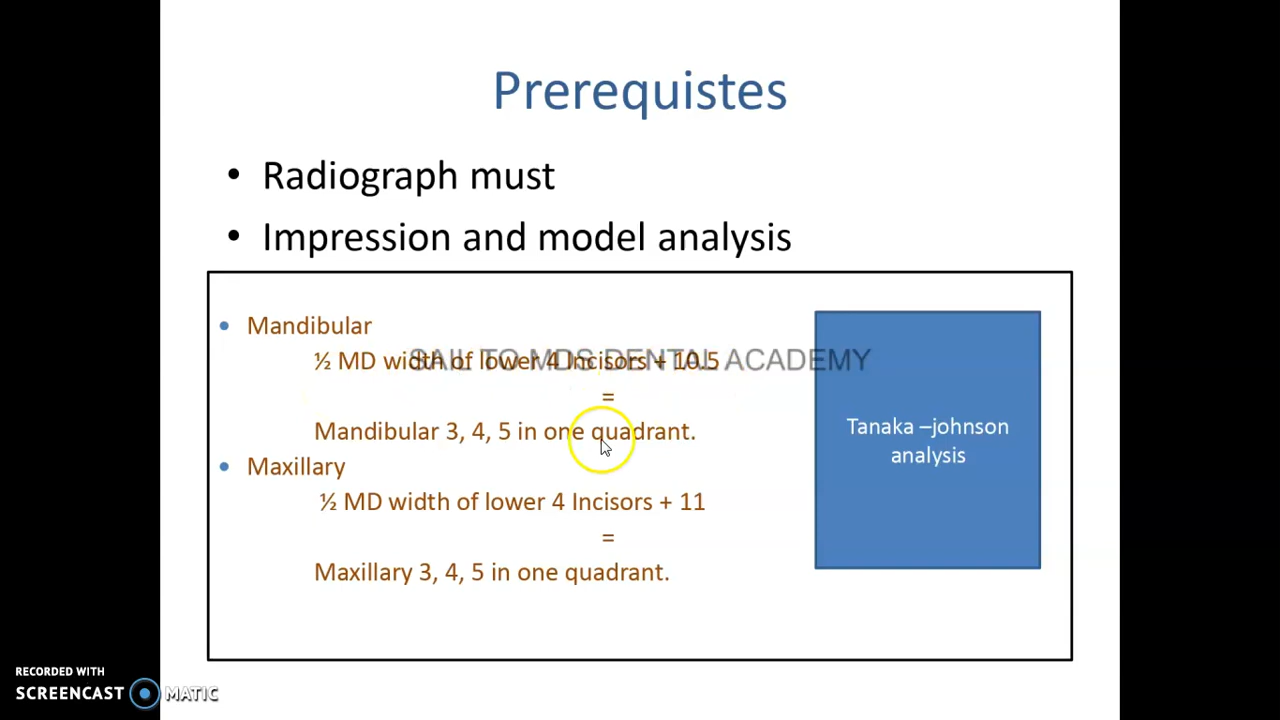 Prerequistes
• Radiograph must
• Impression and model analysis
• Mandibular
½ MD width of lower 4 Incisors + 10.5
=
Mandibular 3, 4, 5 in one quadrant.
• Maxillary
½ MD width of lower 4 Incisors + 11
=
Maxillary 3, 4, 5 in one quadrant.
Tanaka –johnson
analysis
SAIL TO MDS DENTAL ACADEMY
RECORDED WITH
SCREENCAST MATIC